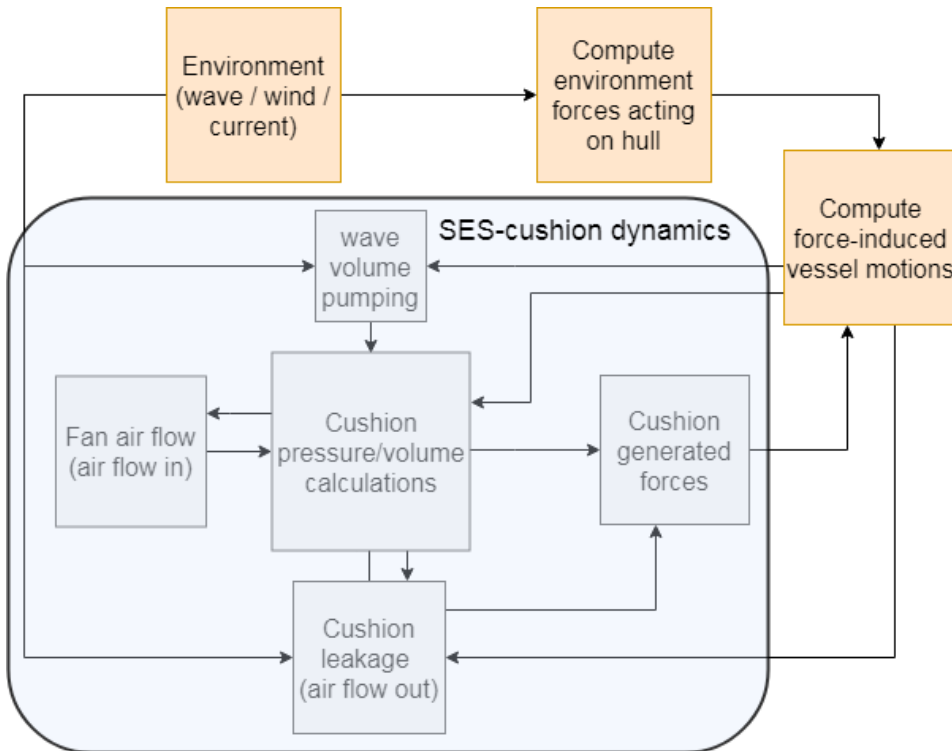 Environment
(wave / wind /
current)
Compute
environment
forces acting
on hull
Compute
force-induced
vessel motions
SES-cushion dynamics
wave
volume
pumping
Fan air flow
(air flow in)
Cushion
pressure/volume
calculations
Cushion
generated
forces
Cushion
leakage
(air flow out)